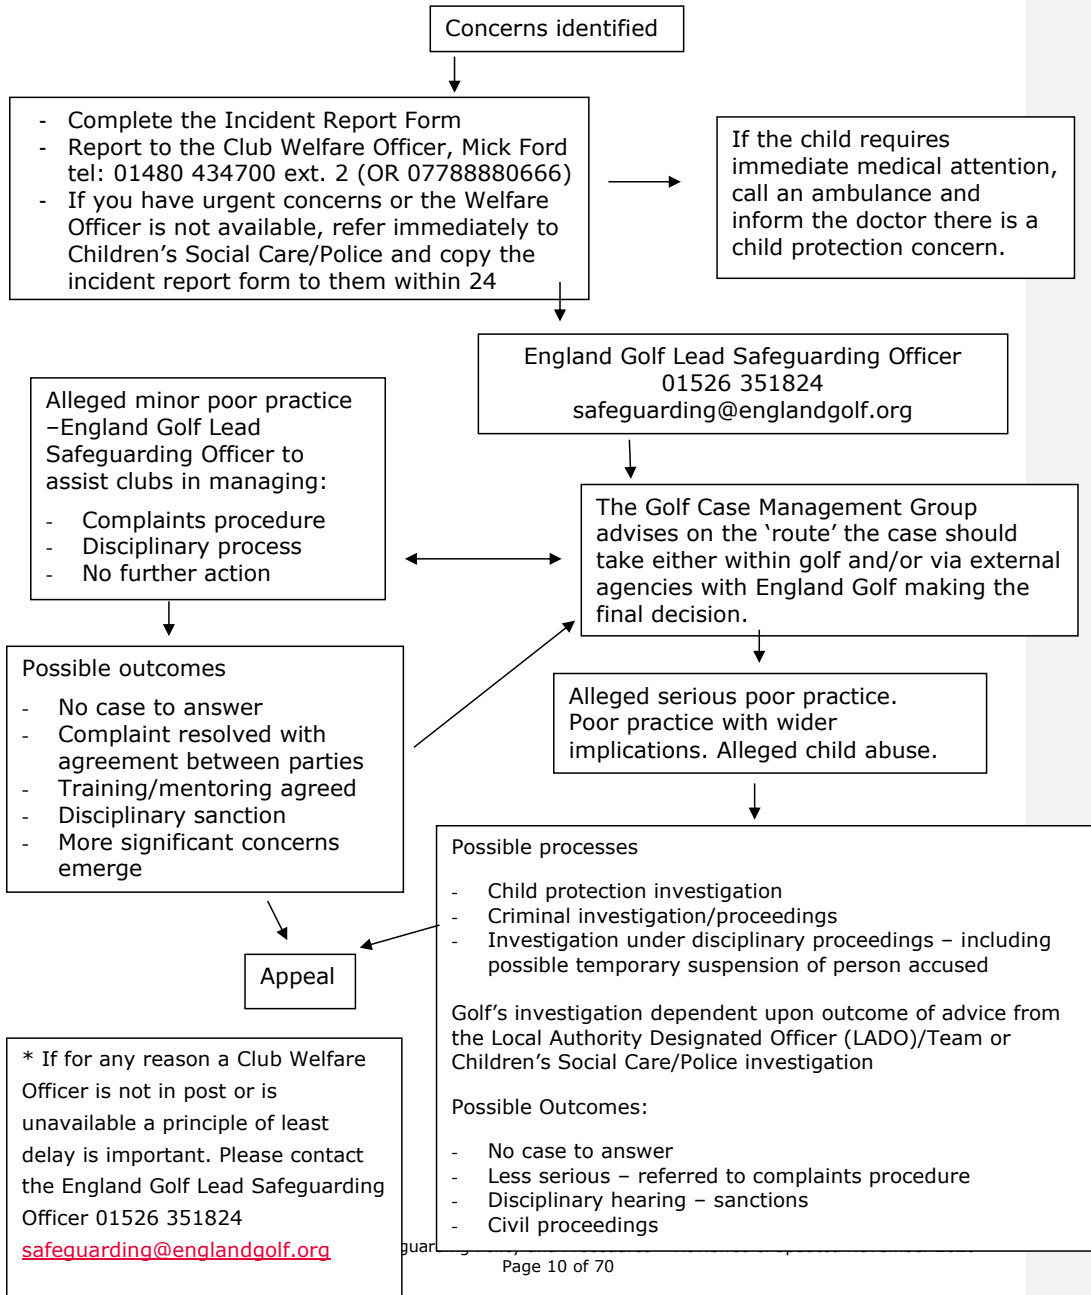 Concerns identified
- Complete the Incident Report Form
- Report to the Club Welfare Officer, Mick Ford
tel: 01480 434700 ext. 2 (OR 07788880666)
- If you have urgent concerns or the Welfare
Officer is not available, refer immediately to
Children’s Social Care/Police and copy the
incident report form to them within 24
If the child requires
immediate medical attention,
call an ambulance and
inform the doctor there is a
child protection concern.
England Golf Lead Safeguarding Officer
01526 351824
safeguarding@englandgolf.org
Alleged minor poor practice
–England Golf Lead
Safeguarding Officer to
assist clubs in managing:
- Complaints procedure
- Disciplinary process
- No further action
The Golf Case Management Group
advises on the ‘route’ the case should
take either within golf and/or via external
agencies with England Golf making the
final decision.
Possible outcomes
- No case to answer
- Complaint resolved with
agreement between parties
- Training/mentoring agreed
- Disciplinary sanction
- More significant concerns
emerge
Alleged serious poor practice.
Poor practice with wider
implications. Alleged child abuse.
Possible processes
- Child protection investigation
- Criminal investigation/proceedings
- Investigation under disciplinary proceedings – including
possible temporary suspension of person accused
Golf’s investigation dependent upon outcome of advice from
the Local Authority Designated Officer (LADO)/Team or
Children’s Social Care/Police investigation
Possible Outcomes:
- No case to answer
- Less serious – referred to complaints procedure
- Disciplinary hearing – sanctions
- Civil proceedings
Appeal
* If for any reason a Club Welfare
Officer is not in post or is
unavailable a principle of least
delay is important. Please contact
the England Golf Lead Safeguarding
Officer 01526 351824
safeguarding@englandgolf.org
Page 10 of 70